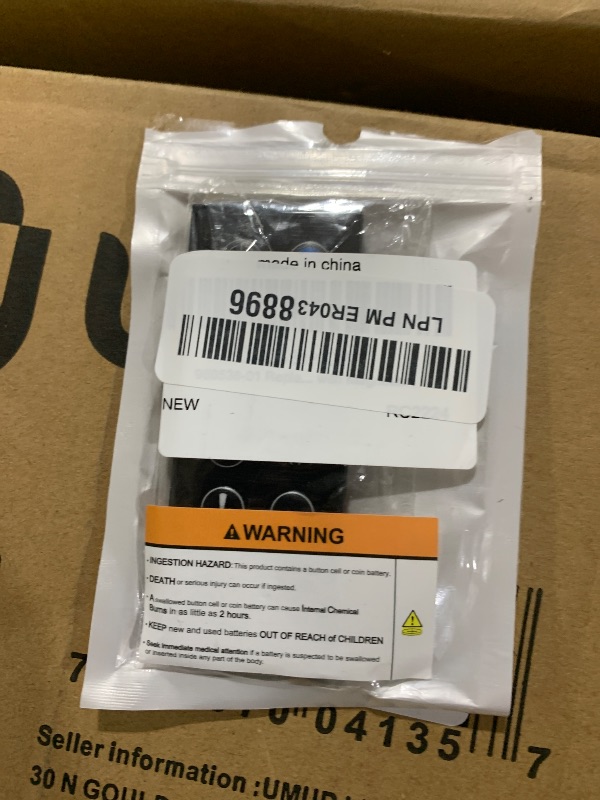 made in china
LPN PM ER0438896
NEW
WARNING
· INGESTION HAZARD: This product contains a button cell or coin battery.
· DEATH or serious injury can occur if ingested.
· A swallowed button cell or coin battery can cause Internal Chemical
Burns in as little as 2 hours.
· KEEP new and used batteries OUT OF REACH of CHILDREN
· Seek immediate medical attention if a battery is suspected to be swallowed
or inserted inside any part of the body.
7
04135
7
Seller information :UMUD
30 N GOUL